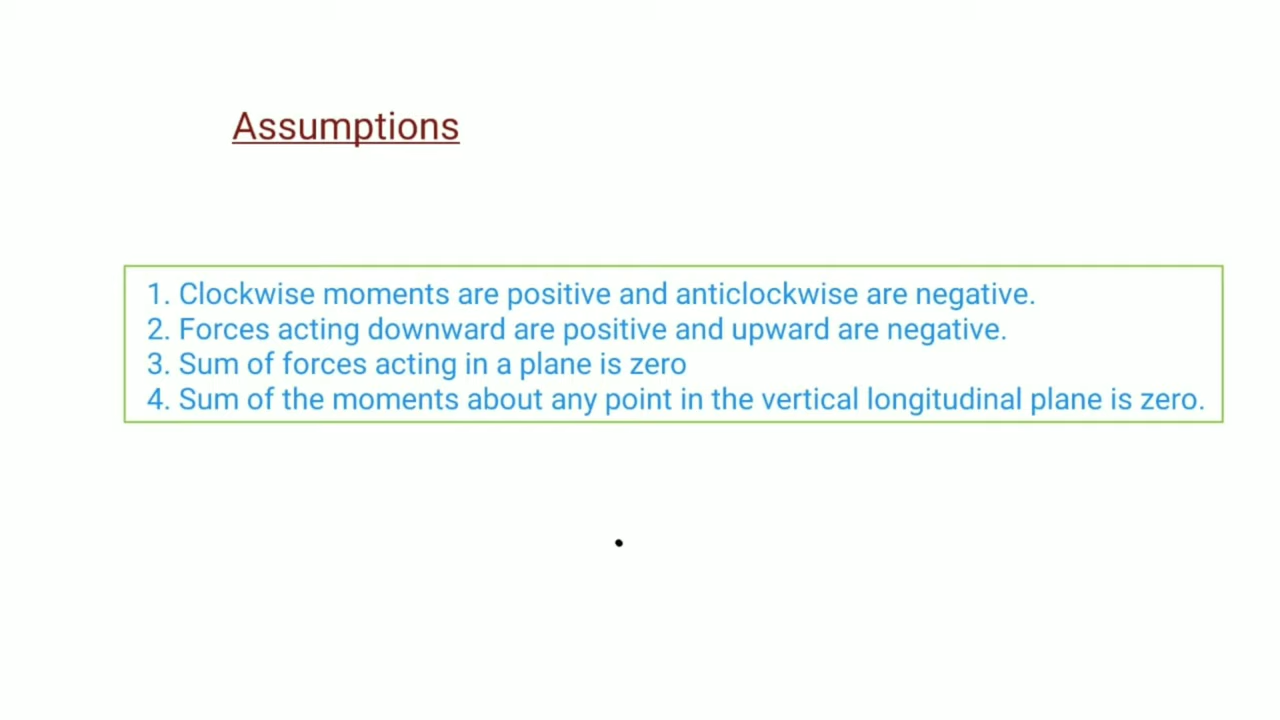 Assumptions
1. Clockwise moments are positive and anticlockwise are negative.
2. Forces acting downward are positive and upward are negative.
3. Sum of forces acting in a plane is zero
4. Sum of the moments about any point in the vertical longitudinal plane is zero.